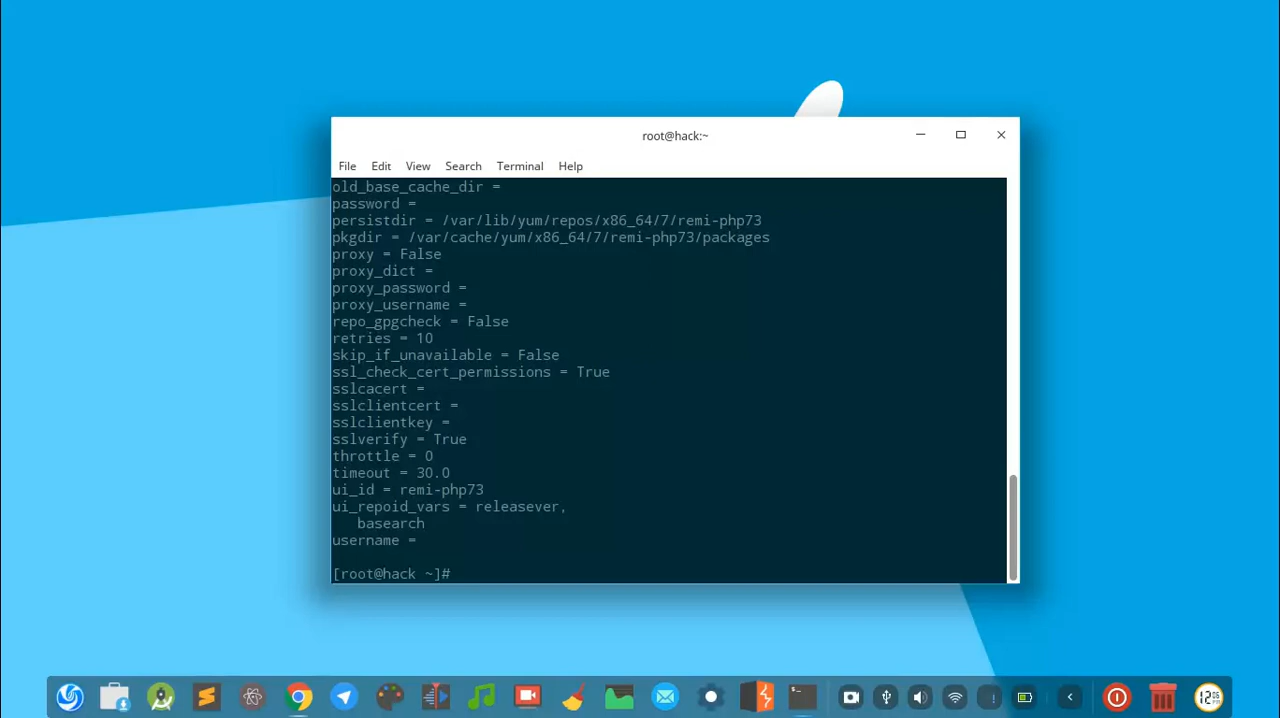 root@hack:~
File Edit View Search Terminal Help
old_base_cache_dir =
password =
persistdir = /var/lib/yum/repos/x86_64/7/remi-php73
pkgdir = /var/cache/yum/x86_64/7/remi-php73/packages
proxy = False
proxy_dict =
proxy_password =
proxy_username =
repo_gpgcheck = False
retries = 10
skip_if_unavailable = False
ssl_check_cert_permissions = True
sslcacert =
sslclientcert =
sslclientkey =
sslverify = True
throttle = 0
timeout = 30.0
ui_id = remi-php73
ui_repoid_vars = releasever,
basearch
username =
[root@hack ~]#